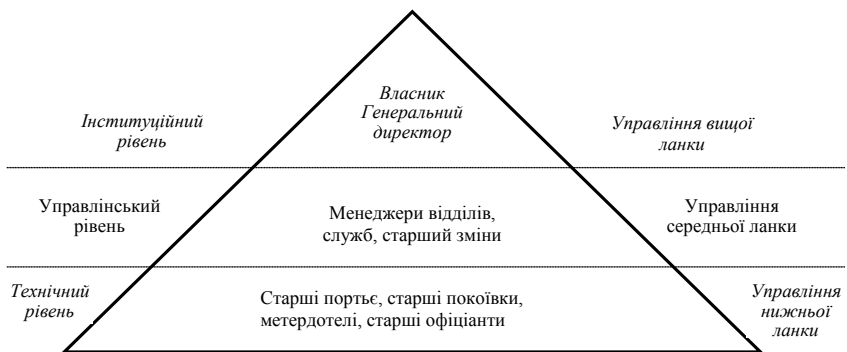 Власник
Генеральний
директор
Інституційний
рівень
Управління вищої
ланки
Управлінський
рівень
Менеджери відділів,
служб, старший зміни
Управління
середньої ланки
Технічний
рівень
Старші портьє, старші покоївки,
метердотелі, старші офіціанти
Управління
нижньої
ланки